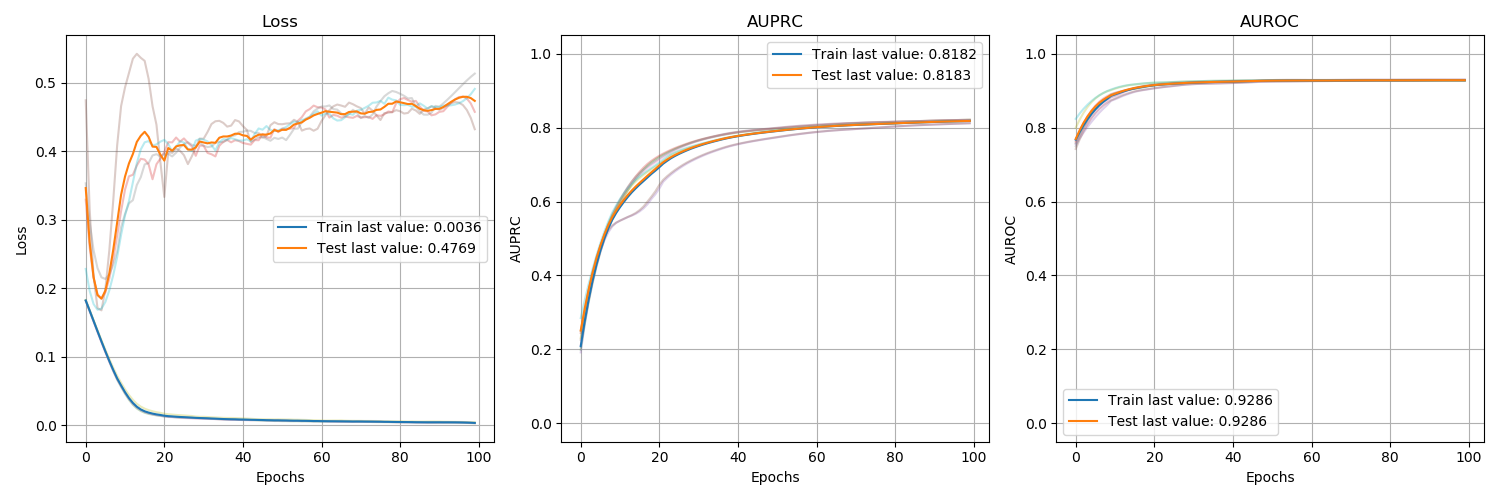 Loss
0.5
0.4
0.3
0.2
0.1
0.0
Loss
Train last value: 0.0036
Test last value: 0.4769
0 20 40 60 80 100
Epochs
AUPRC
1.0
0.8
0.6
0.4
0.2
0.0
AUPRC
Train last value: 0.8182
Test last value: 0.8183
0 20 40 60 80 100
Epochs
AUROC
1.0
0.8
0.6
0.4
0.2
0.0
AUROC
Train last value: 0.9286
Test last value: 0.9286
0 20 40 60 80 100
Epochs